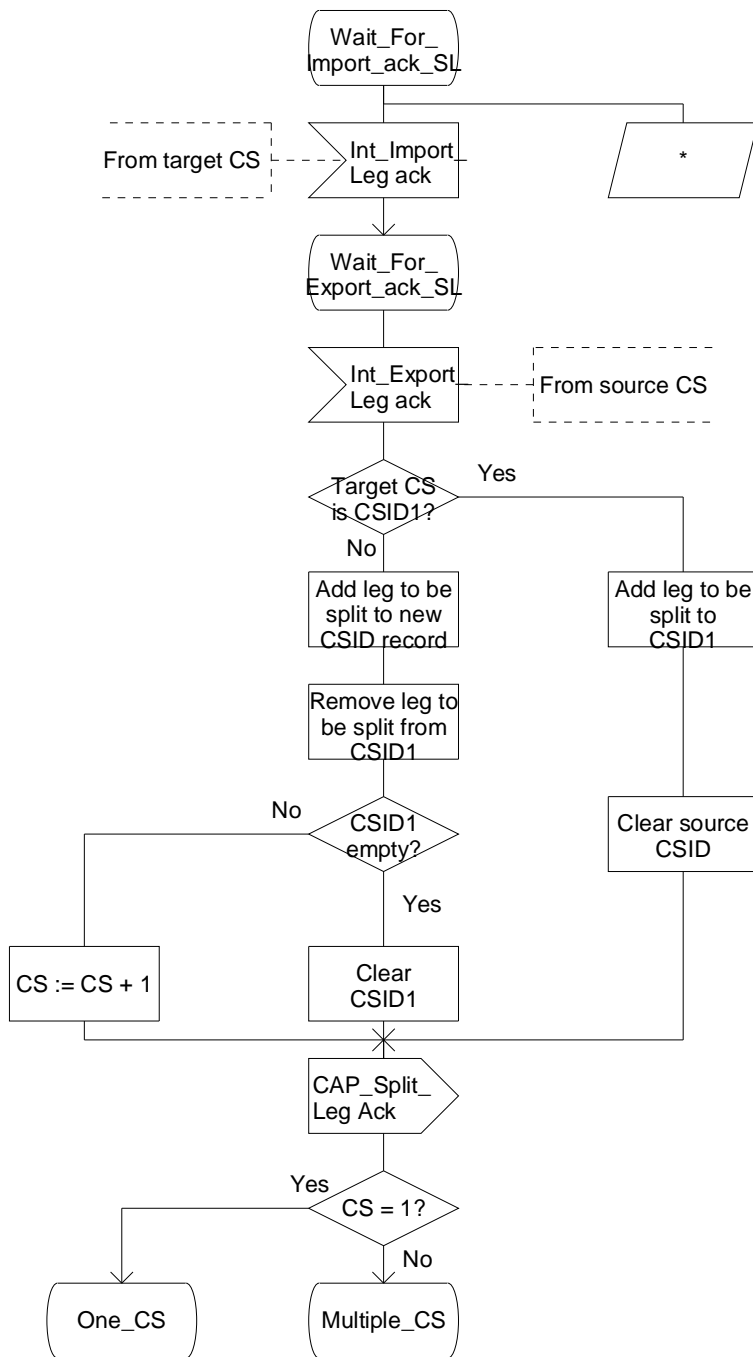 Wait_For_
Import_ack_SL
From target CS
Int_Import_
Leg ack
*
Wait_For_
Export_ack_SL
Int_Export_
Leg ack
From source CS
Target CS
is CSID1?
Yes
No
Add leg to be
split to new
CSID record
Add leg to be
split to
CSID1
Remove leg to
be split from
CSID1
No
CSID1
empty?
Clear source
CSID
Yes
CS := CS + 1
Clear
CSID1
CAP_Split_
Leg Ack
Yes
CS = 1?
No
One_CS
Multiple_CS